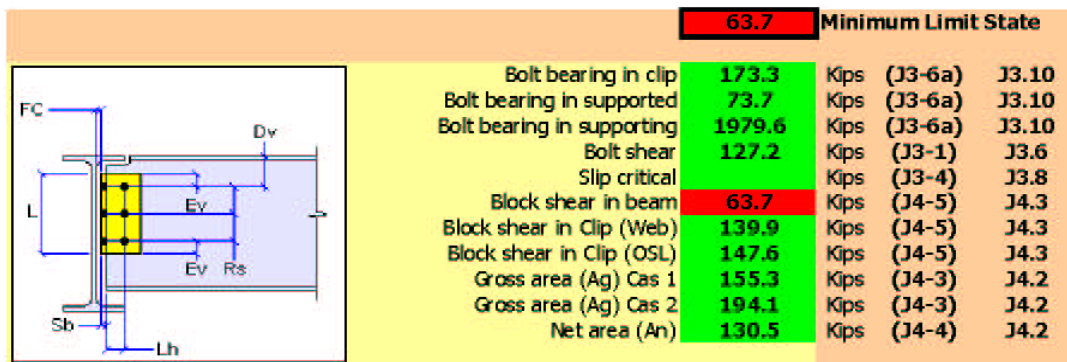 63.7 Minimum Limit State
Bolt bearing in clip 173.3 Kips (J3-6a) J3.10
Bolt bearing in supported 73.7 Kips (J3-6a) J3.10
Bolt bearing in supporting 1979.6 Kips (J3-6a) J3.10
Bolt shear 127.2 Kips (J3-1) J3.6
Slip critical Kips (J3-4) J3.8
Block shear in beam 63.7 Kips (J4-5) J4.3
Block shear in Clip (Web) 139.9 Kips (J4-5) J4.3
Block shear in Clip (OSL) 147.6 Kips (J4-5) J4.3
Gross area (Ag) Cas 1 155.3 Kips (J4-3) J4.2
Gross area (Ag) Cas 2 194.1 Kips (J4-3) J4.2
Net area (An) 130.5 Kips (J4-4) J4.2
FC
Dv
L
Ev
Ev Rs
Sb
Lh